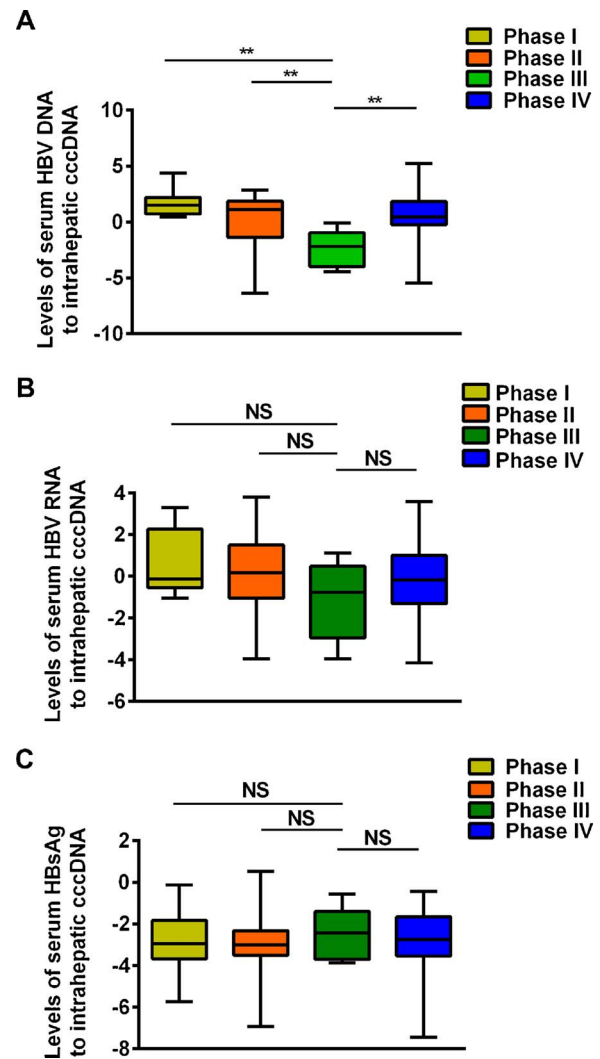 A
Phase I
Phase II
Phase III
Phase IV
**
**
**
Levels of serum HBV DNA
to intrahepatic cccDNA
10
5
0
-5
-10
B
Phase I
Phase II
Phase III
Phase IV
NS
NS
NS
Levels of serum HBV RNA
to intrahepatic cccDNA
4
2
0
-2
-4
-6
C
Phase I
Phase II
Phase III
Phase IV
NS
NS
NS
Levels of serum HBsAg
to intrahepatic cccDNA
2
0
-2
-4
-6
-8